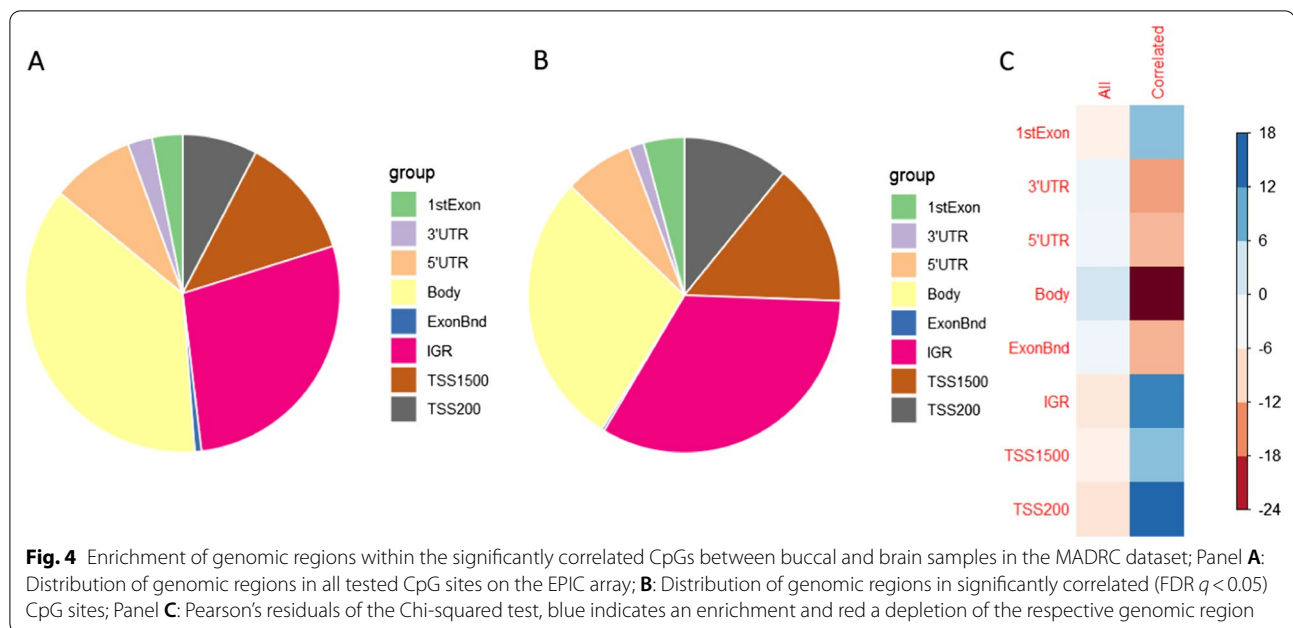 A
group
1stExon
3'UTR
5'UTR
Body
ExonBnd
IGR
TSS1500
TSS200
B
group
1stExon
3'UTR
5'UTR
Body
ExonBnd
IGR
TSS1500
TSS200
C
All
Correlated
1stExon
3'UTR
5'UTR
Body
ExonBnd
IGR
TSS1500
TSS200
18
12
6
0
-6
-12
-18
-24
Fig. 4 Enrichment of genomic regions within the significantly correlated CpGs between buccal and brain samples in the MADRC dataset; Panel A:
Distribution of genomic regions in all tested CpG sites on the EPIC array; B: Distribution of genomic regions in significantly correlated (FDR q < 0.05)
CpG sites; Panel C: Pearson's residuals of the Chi-squared test, blue indicates an enrichment and red a depletion of the respective genomic region